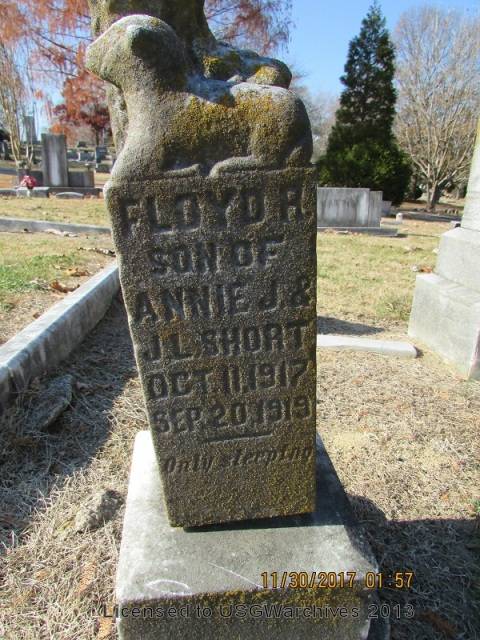 FLOYD H.
SON OF
ANNIE J. &
J.L. SHORT
OCT. 11, 1917
SEP. 20, 1919
Only sleeping
11/30/2017 01:57
Licensed to USGWarchives 2013